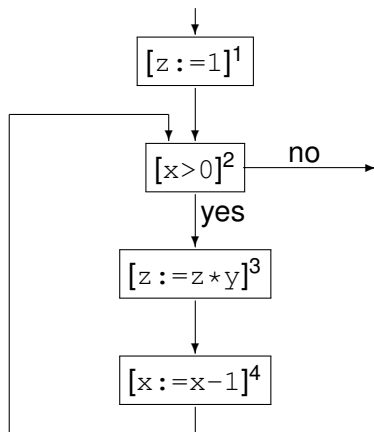 [z:=1]¹
[x>0]²
no
yes
[z:=z*y]³
[x:=x-1]⁴